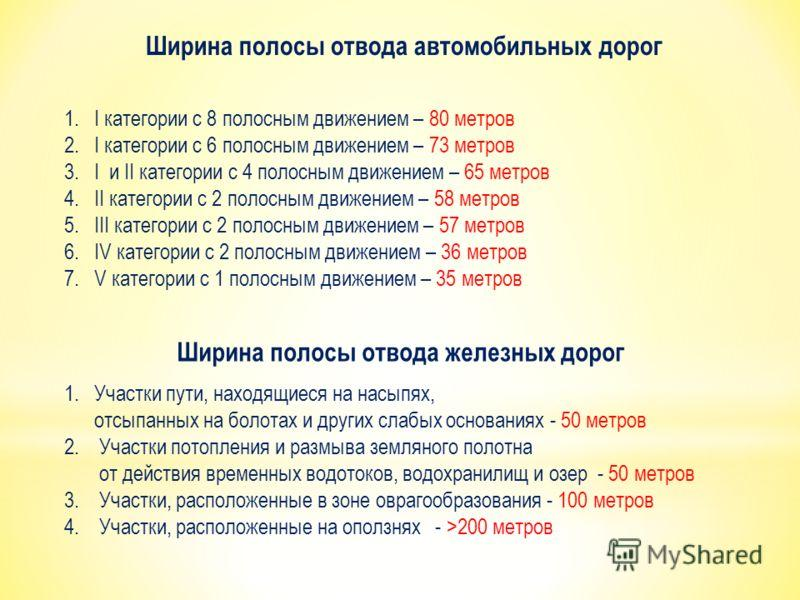 Ширина полосы отвода автомобильных дорог
1. I категории с 8 полосным движением – 80 метров
2. I категории с 6 полосным движением – 73 метров
3. I и II категории с 4 полосным движением – 65 метров
4. II категории с 2 полосным движением – 58 метров
5. III категории с 2 полосным движением – 57 метров
6. IV категории с 2 полосным движением – 36 метров
7. V категории с 1 полосным движением – 35 метров
Ширина полосы отвода железных дорог
1. Участки пути, находящиеся на насыпях,
отсыпанных на болотах и других слабых основаниях - 50 метров
2. Участки потопления и размыва земляного полотна
от действия временных водотоков, водохранилищ и озер - 50 метров
3. Участки, расположенные в зоне оврагообразования - 100 метров
4. Участки, расположенные на оползнях - >200 метров
MyShared